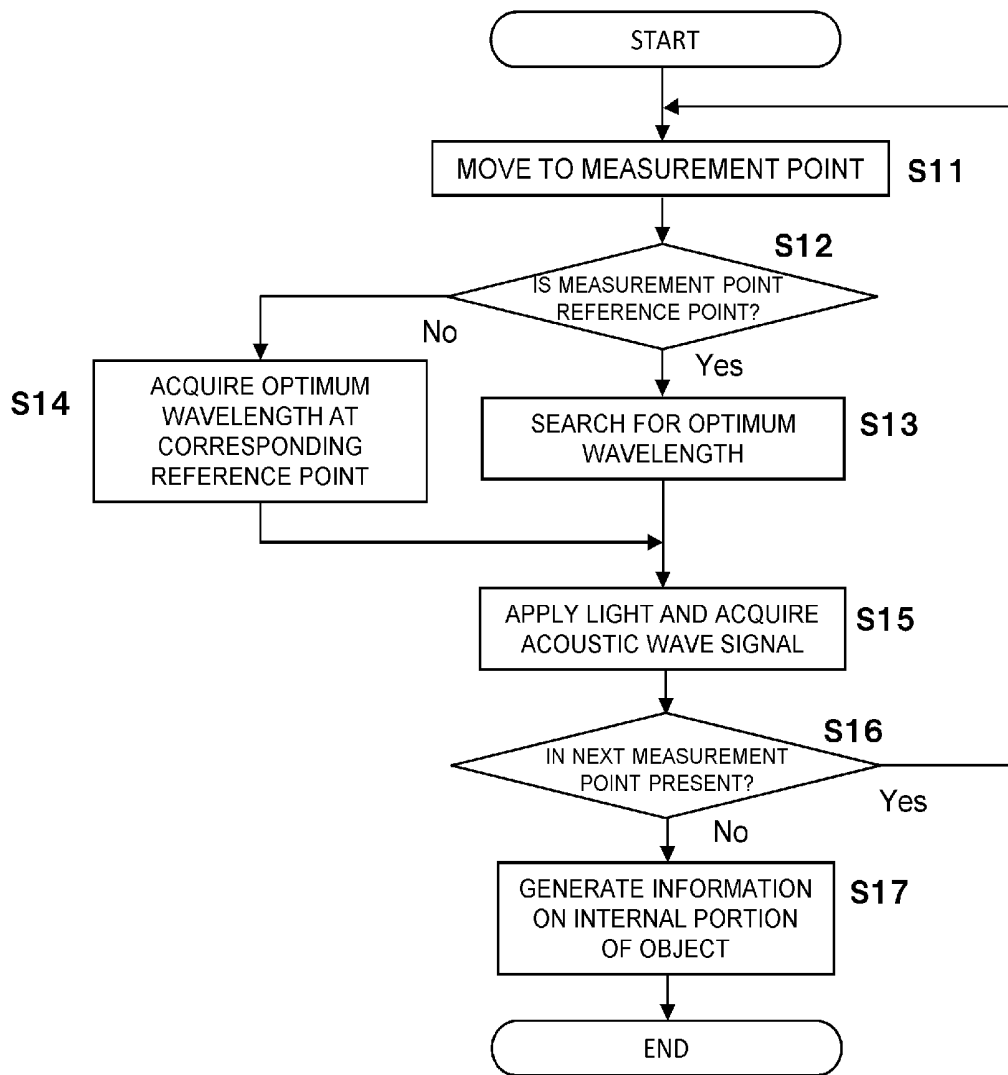 START
MOVE TO MEASUREMENT POINT
S11
S12
IS MEASUREMENT POINT
REFERENCE POINT?
No
Yes
S14
ACQUIRE OPTIMUM
WAVELENGTH AT
CORRESPONDING
REFERENCE POINT
SEARCH FOR OPTIMUM
WAVELENGTH
S13
APPLY LIGHT AND ACQUIRE
ACOUSTIC WAVE SIGNAL
S15
S16
IN NEXT MEASUREMENT
POINT PRESENT?
Yes
No
GENERATE INFORMATION
ON INTERNAL PORTION
OF OBJECT
S17
END